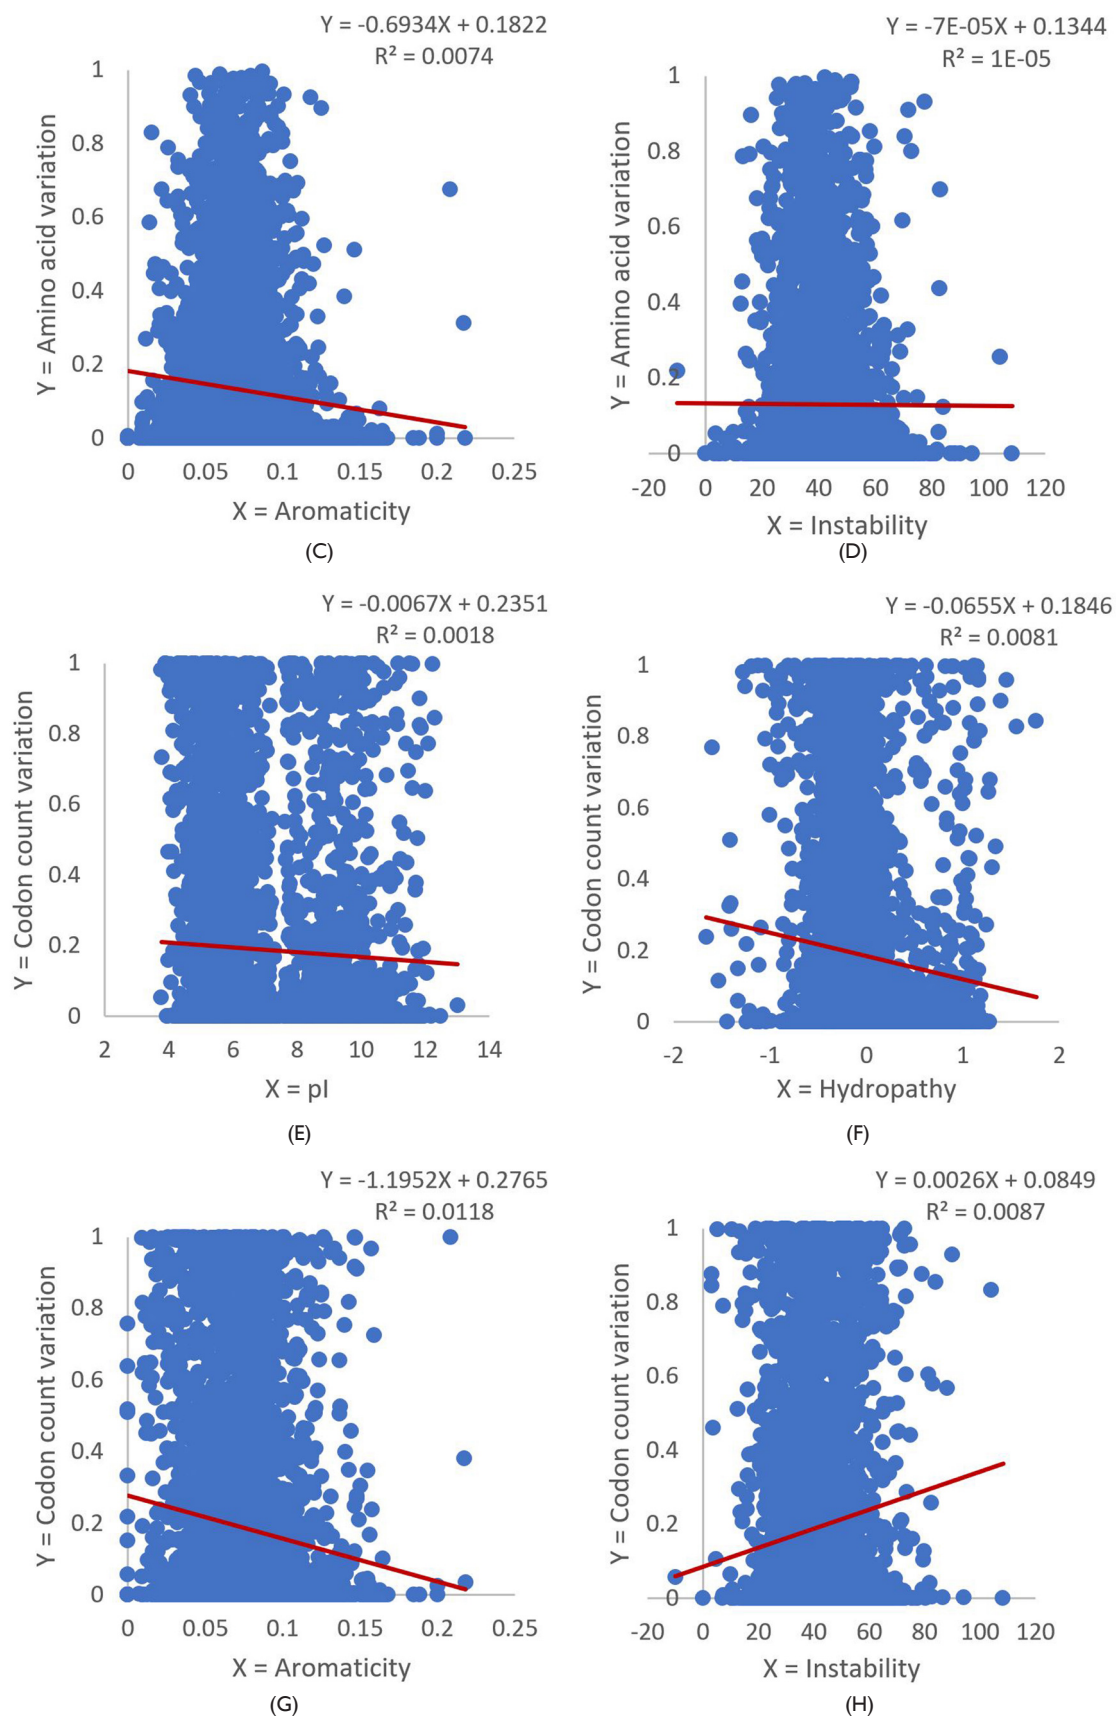 Y = -0.6934X + 0.1822
R² = 0.0074
1
0.8
0.6
0.4
0.2
0
Y = Amino acid variation
0 0.05 0.1 0.15 0.2 0.25
X = Aromaticity
(C)
Y = -7E-05X + 0.1344
R² = 1E-05
1
0.8
0.6
0.4
0.2
0
Y = Amino acid variation
-20 0 20 40 60 80 100 120
X = Instability
(D)
Y = -0.0067X + 0.2351
R² = 0.0018
1
0.8
0.6
0.4
0.2
0
Y = Codon count variation
2 4 6 8 10 12 14
X = pI
(E)
Y = -0.0655X + 0.1846
R² = 0.0081
1
0.8
0.6
0.4
0.2
0
Y = Codon count variation
-2 -1 0 1 2
X = Hydropathy
(F)
Y = -1.1952X + 0.2765
R² = 0.0118
1
0.8
0.6
0.4
0.2
0
Y = Codon count variation
0 0.05 0.1 0.15 0.2 0.25
X = Aromaticity
(G)
Y = 0.0026X + 0.0849
R² = 0.0087
1
0.8
0.6
0.4
0.2
0
Y = Codon count variation
-20 0 20 40 60 80 100 120
X = Instability
(H)